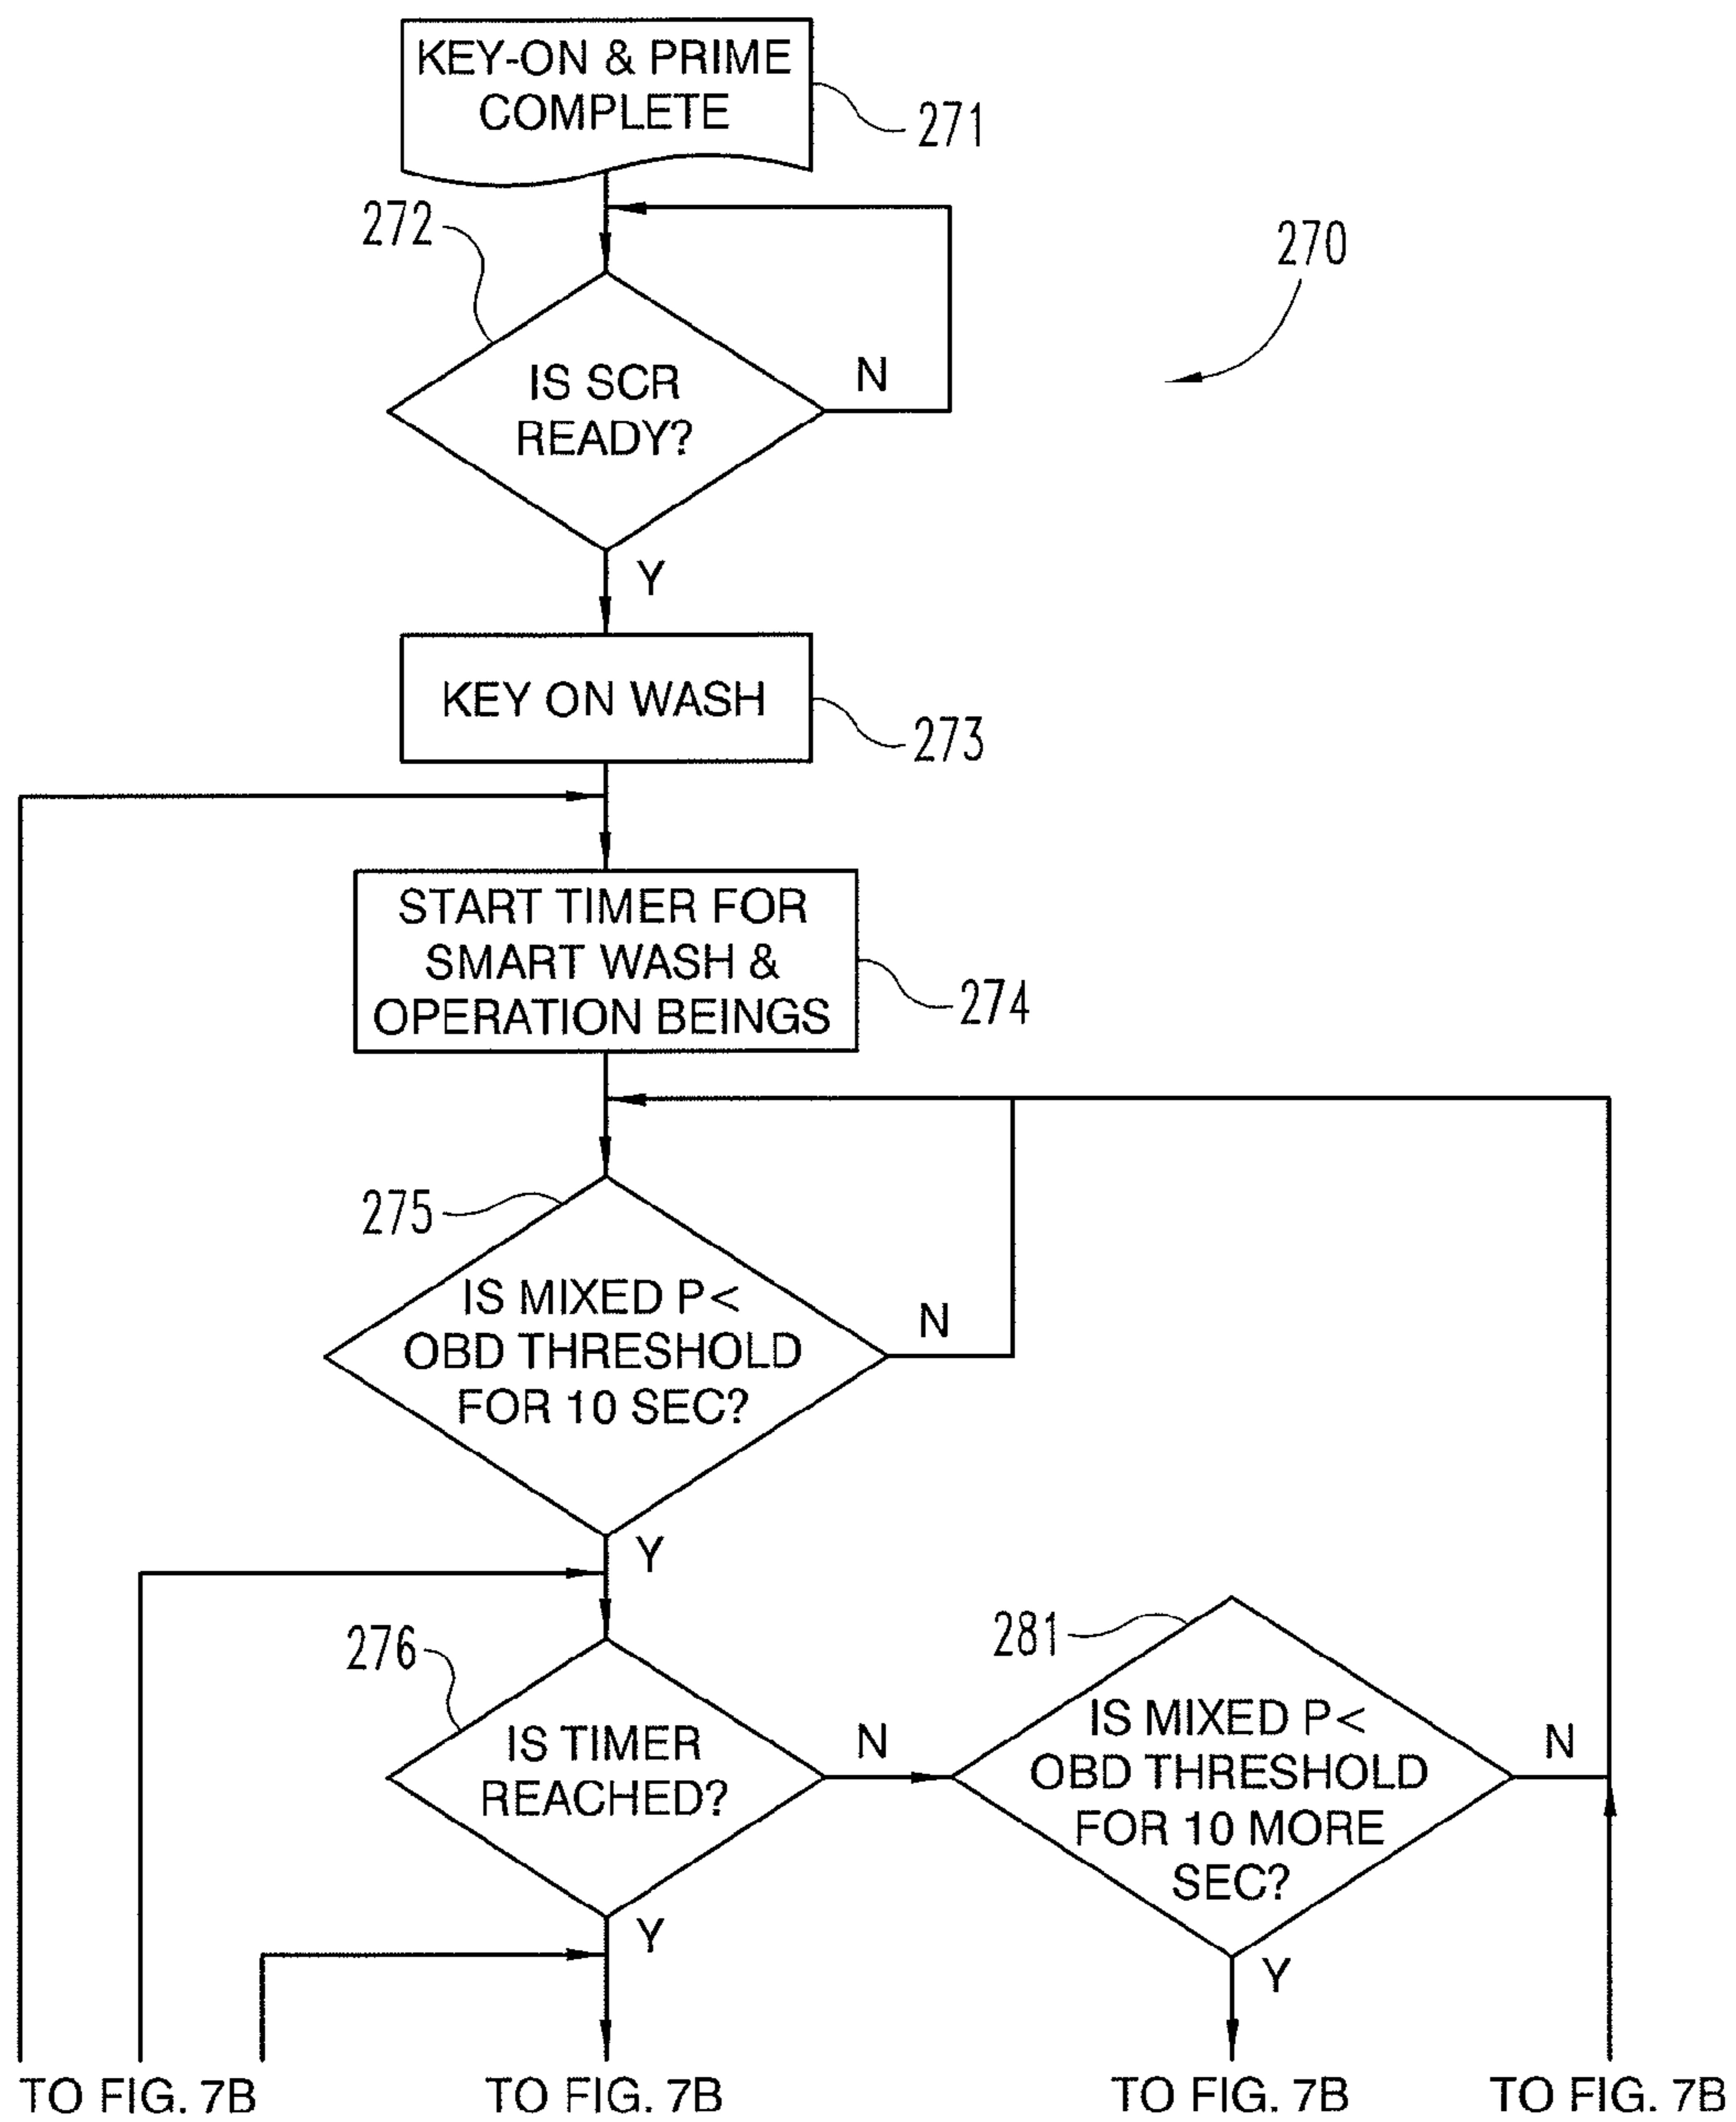 KEY-ON & PRIME
COMPLETE
271
272
270
IS SCR
READY?
N
Y
KEY ON WASH
273
START TIMER FOR
SMART WASH &
OPERATION BEINGS
274
275
IS MIXED P<
OBD THRESHOLD
FOR 10 SEC?
N
Y
276
IS TIMER
REACHED?
N
Y
281
IS MIXED P<
OBD THRESHOLD
FOR 10 MORE
SEC?
N
Y
TO FIG. 7B
TO FIG. 7B
TO FIG. 7B
TO FIG. 7B